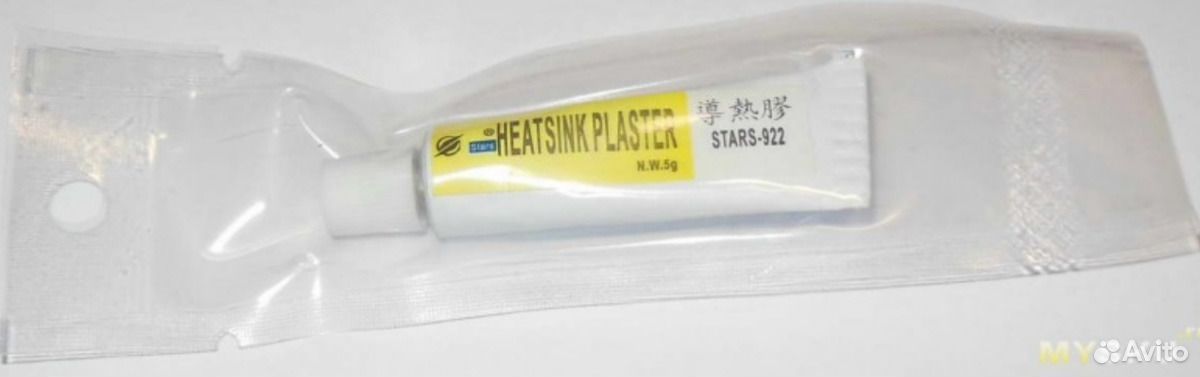 Stars ® HEATSINK PLASTER
N.W.5g
導熱膠
STARS-922
MY
Avito